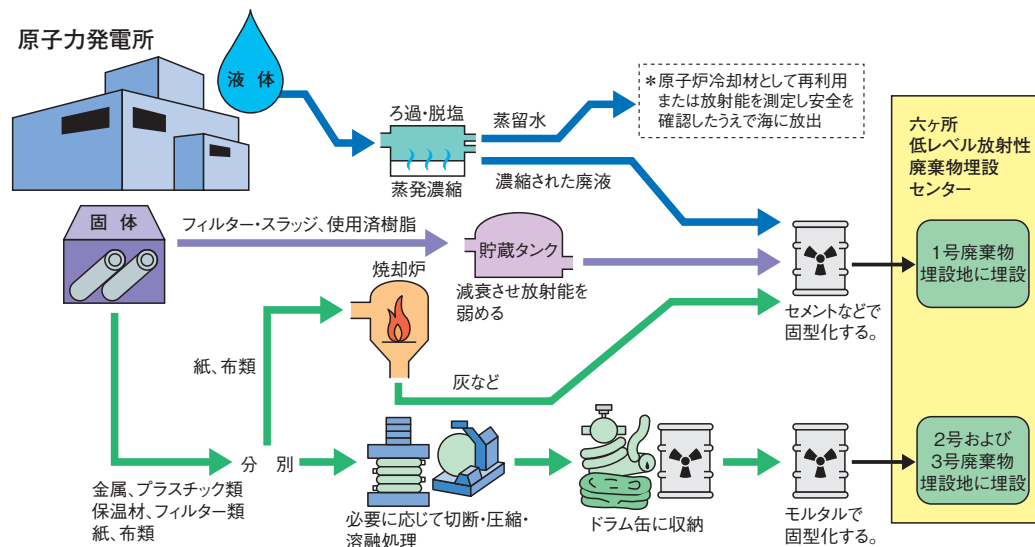 原子力発電所
液 体
ろ過・脱塩
蒸発濃縮
蒸留水
濃縮された廃液
＊原子炉冷却材として再利用
または放射能を測定し安全を
確認したうえで海に放出
六ヶ所
低レベル放射性
廃棄物埋設
センター
固 体
フィルター・スラッジ、使用済樹脂
貯蔵タンク
減衰させ放射能を
弱める
セメントなどで
固型化する。
1号廃棄物
埋設地に埋設
焼却炉
紙、布類
灰など
分 別
金属、プラスチック類
保温材、フィルター類
紙、布類
必要に応じて切断・圧縮・
溶融処理
ドラム缶に収納
モルタルで
固型化する。
2号および
3号廃棄物
埋設地に埋設